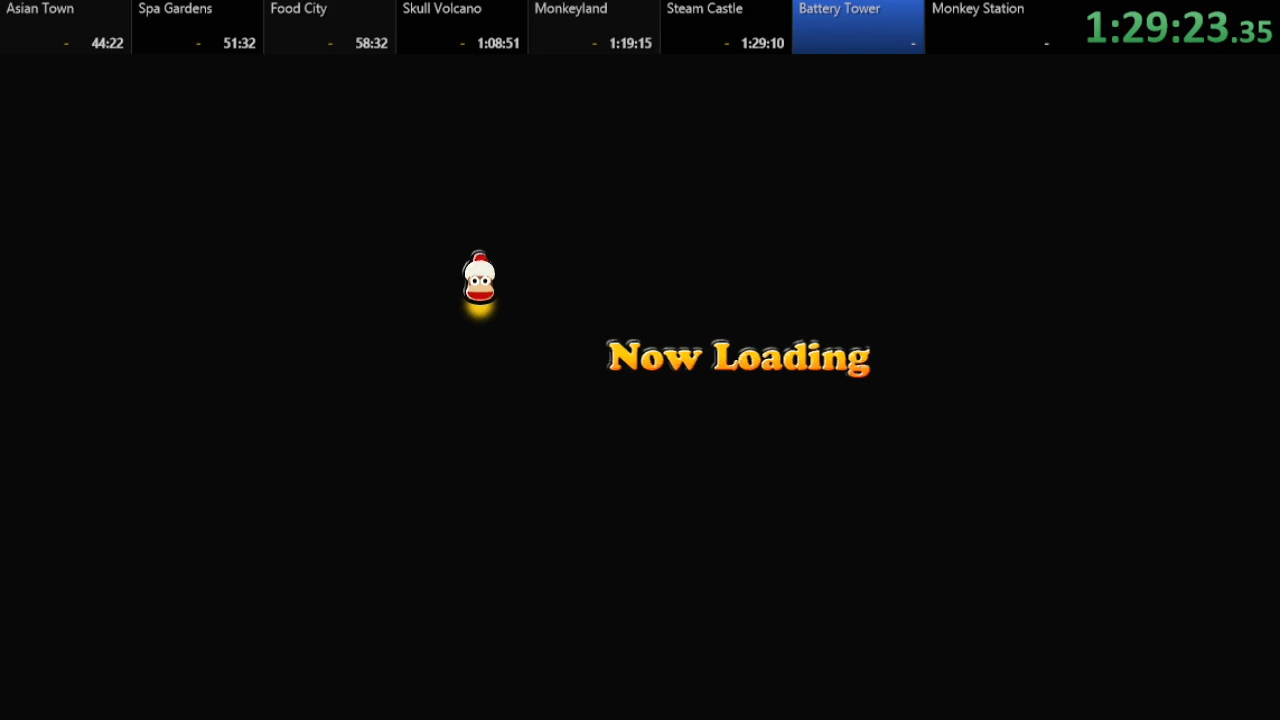 Asian Town
- 44:22
Spa Gardens
- 51:32
Food City
- 58:32
Skull Volcano
- 1:08:51
Monkeyland
- 1:19:15
Steam Castle
- 1:29:10
Battery Tower
-
Monkey Station
-
1:29:23.35
Now Loading